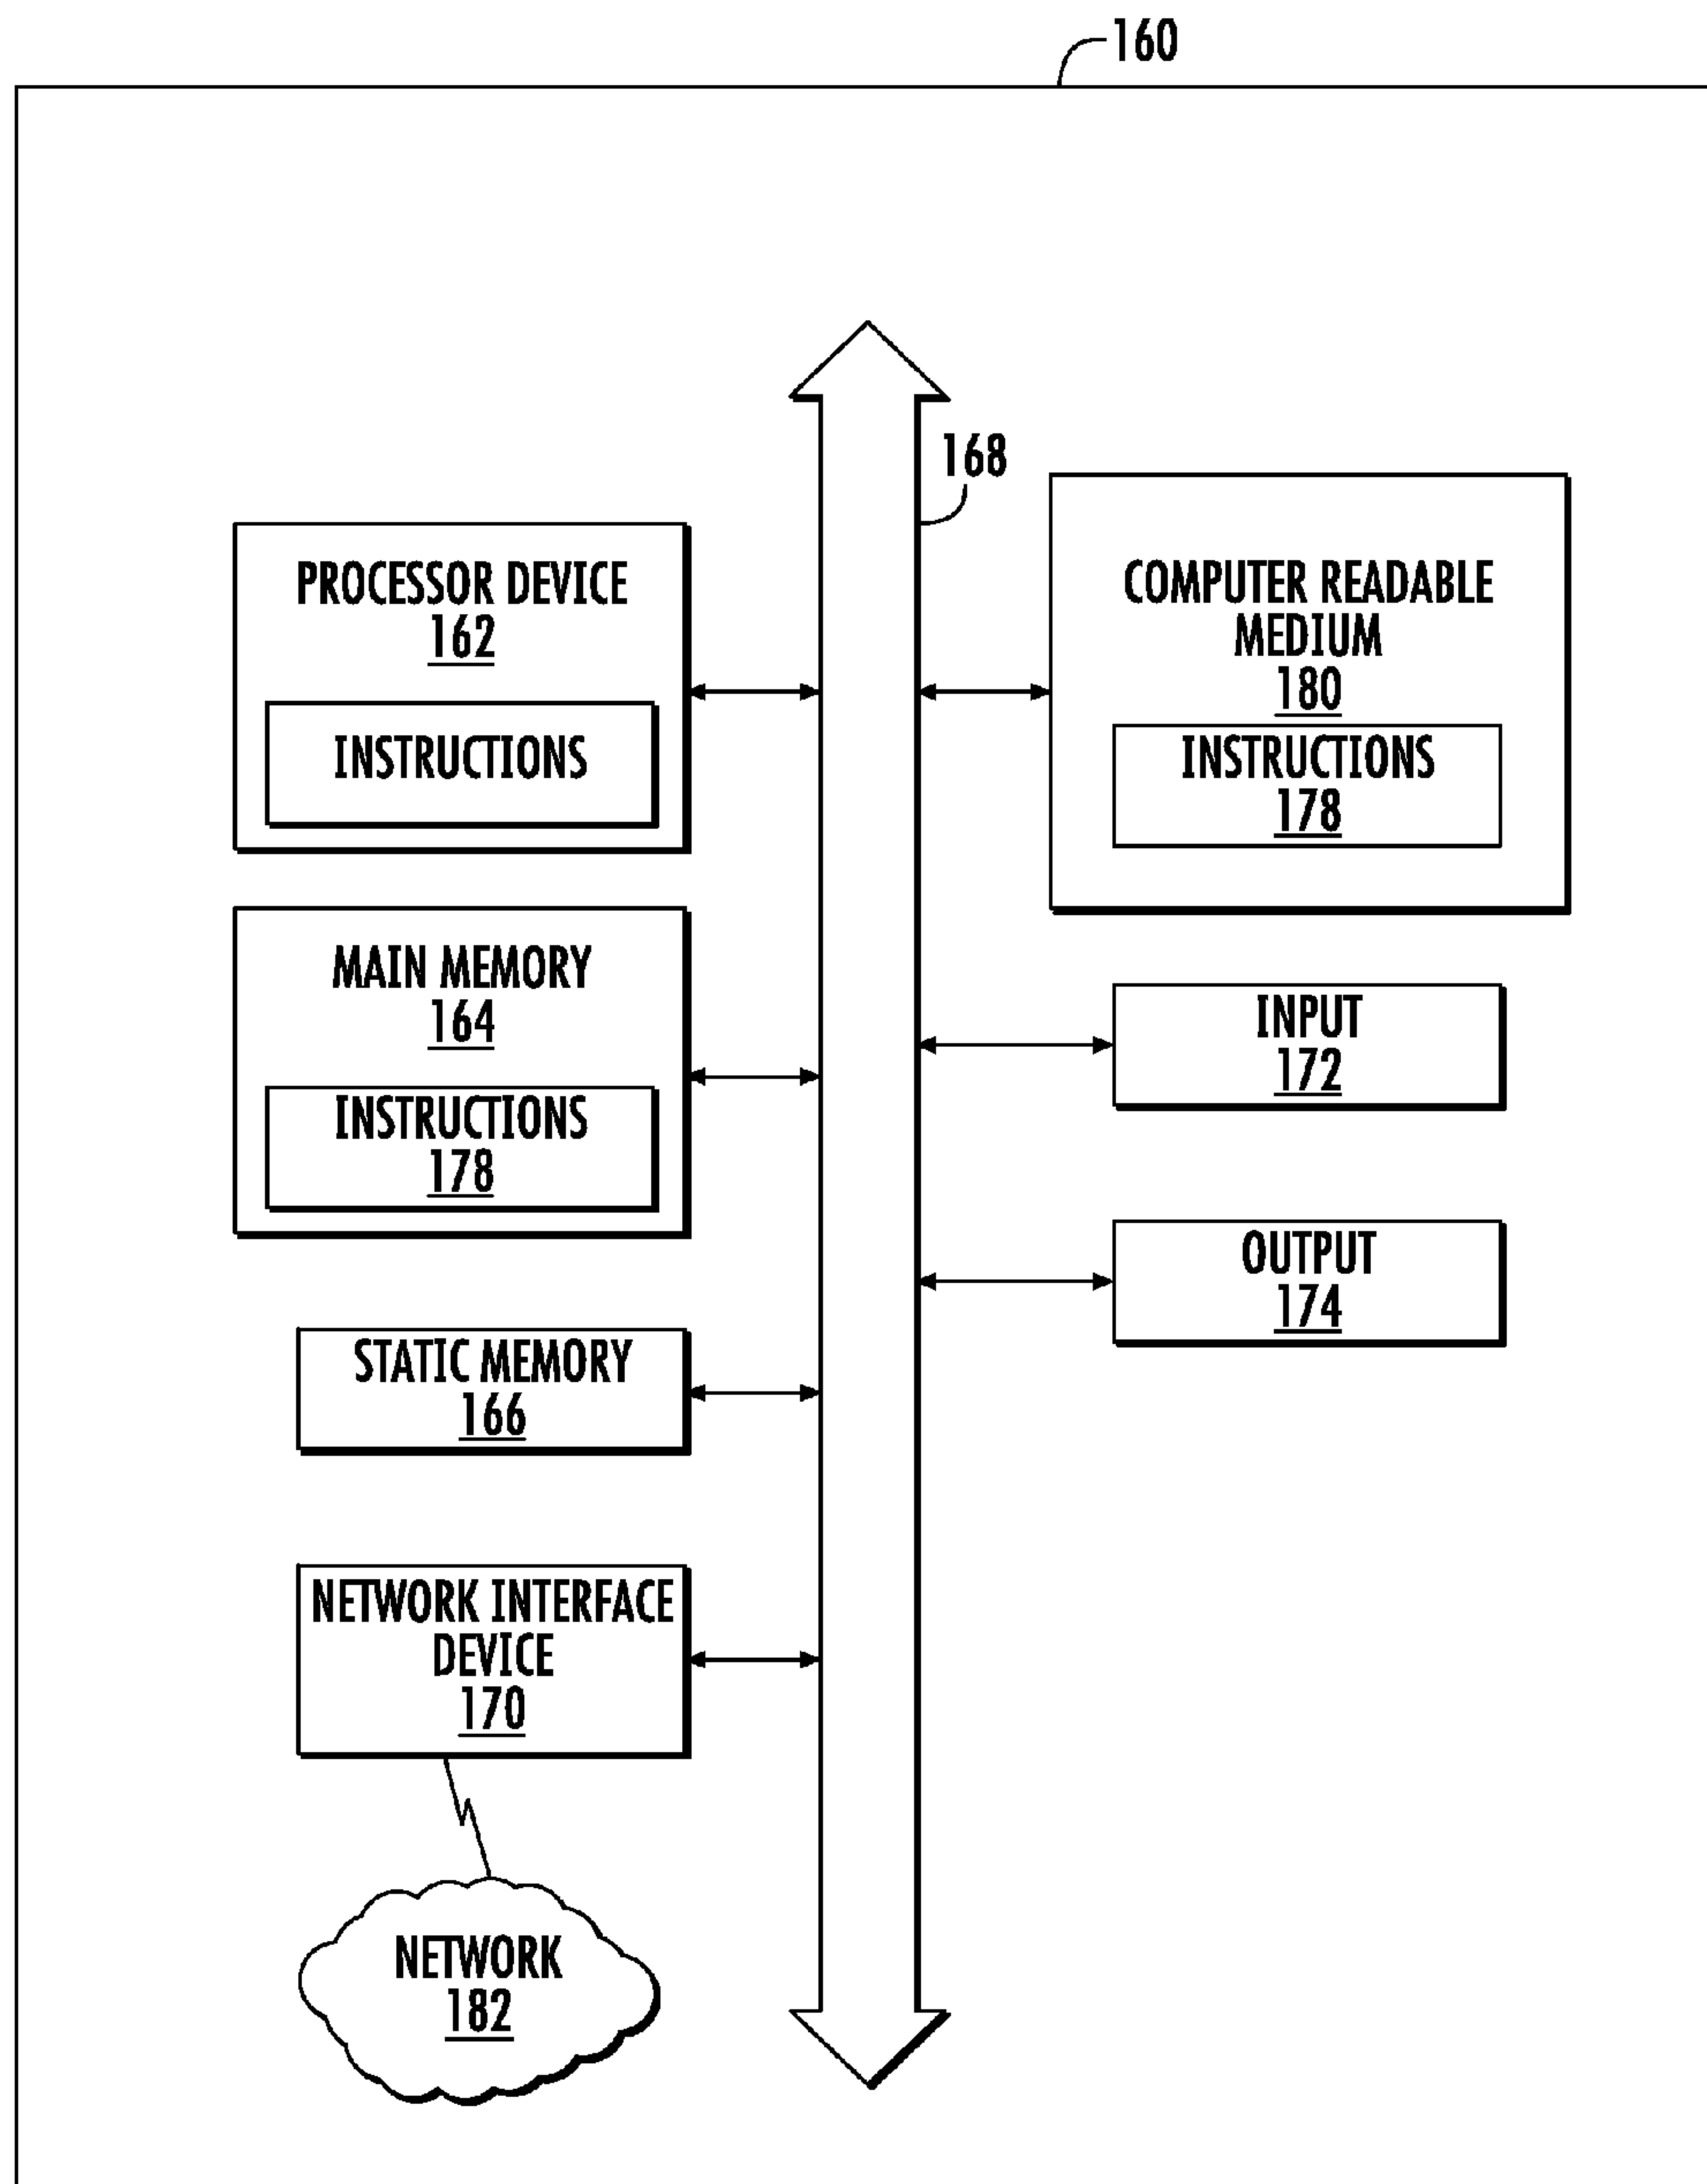 160
168
PROCESSOR DEVICE
162
INSTRUCTIONS
COMPUTER READABLE
MEDIUM
180
INSTRUCTIONS
178
MAIN MEMORY
164
INSTRUCTIONS
178
INPUT
172
OUTPUT
174
STATIC MEMORY
166
NETWORK INTERFACE
DEVICE
170
NETWORK
182